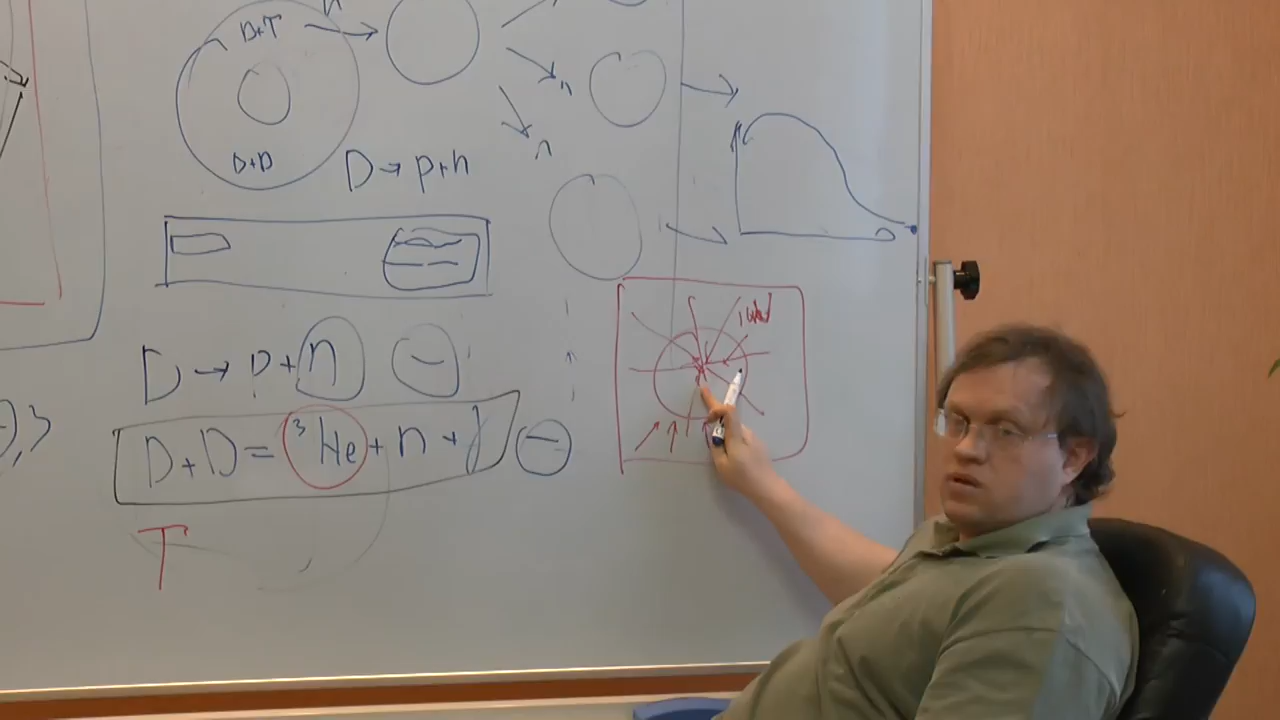 n
D+T
n
n
D+D
D → p+n
D → p+n −
D+D = ³He+n+γ −
T